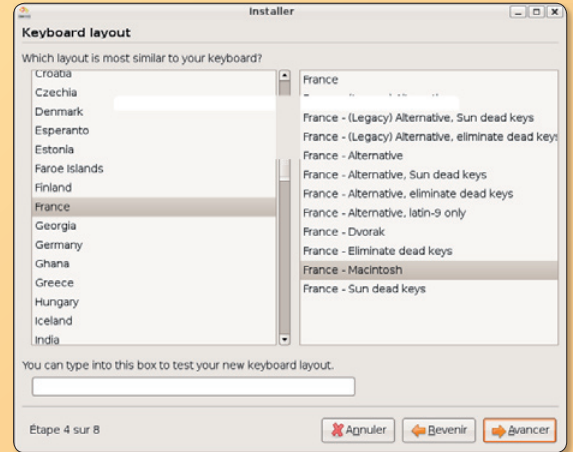 Installer
Keyboard layout
Which layout is most similar to your keyboard?
Croatia
Czechia
Denmark
Esperanto
Estonia
Faroe Islands
Finland
France
Georgia
Germany
Ghana
Greece
Hungary
Iceland
India
France
France - (Legacy) Alternative, Sun dead keys
France - (Legacy) Alternative, eliminate dead keys
France - Alternative
France - Alternative, Sun dead keys
France - Alternative, eliminate dead keys
France - Alternative, latin-9 only
France - Dvorak
France - Eliminate dead keys
France - Macintosh
France - Sun dead keys
You can type into this box to test your new keyboard layout.
Étape 4 sur 8
Annuler
Revenir
Avancer